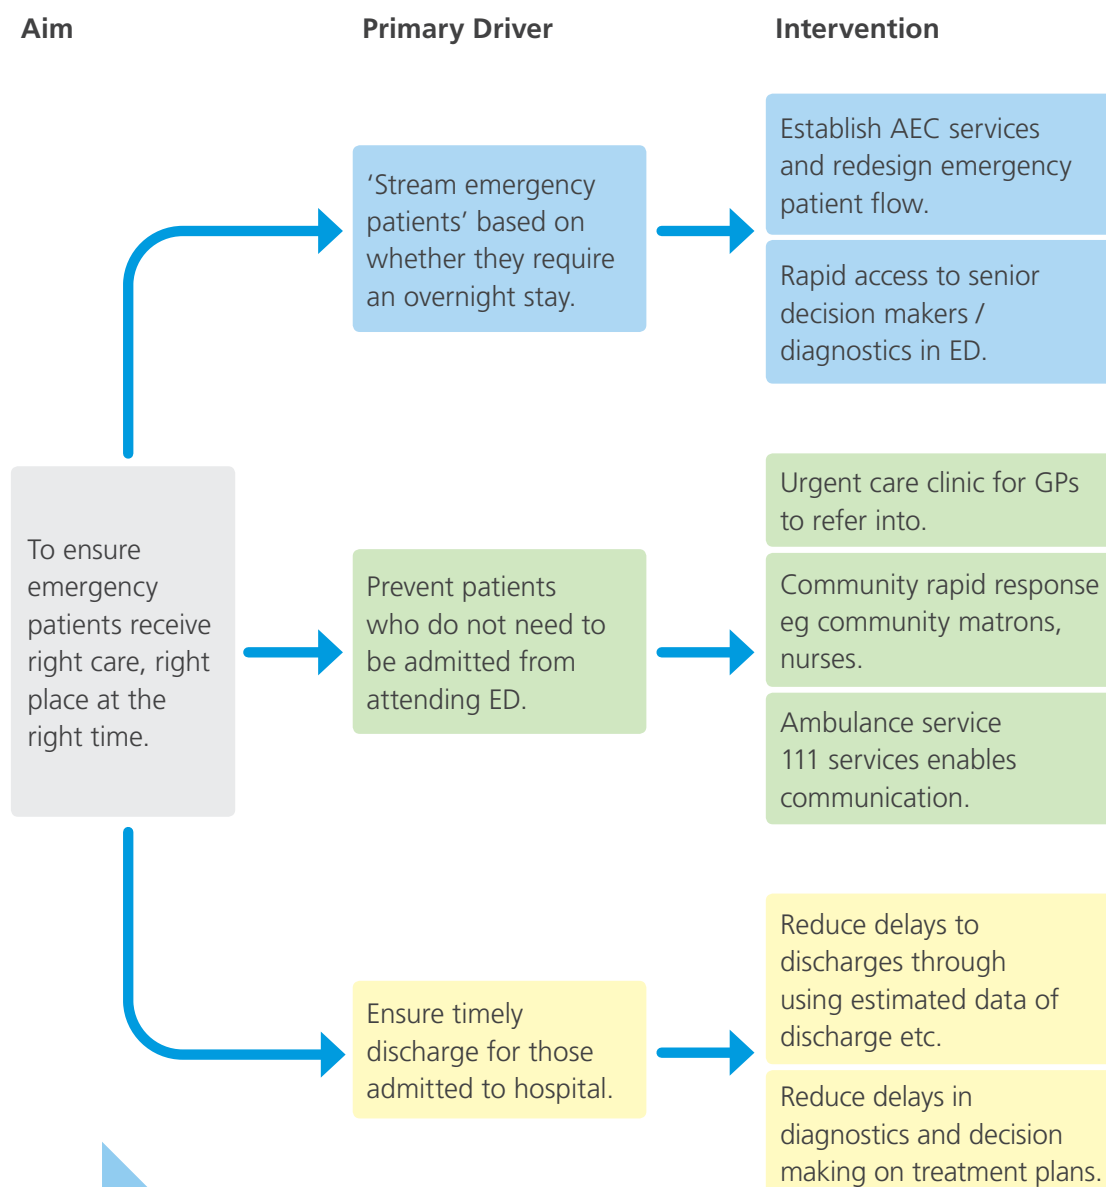 Aim
Primary Driver
Intervention
To ensure
emergency
patients receive
right care, right
place at the
right time.
‘Stream emergency
patients’ based on
whether they require
an overnight stay.
Establish AEC services
and redesign emergency
patient flow.
Rapid access to senior
decision makers /
diagnostics in ED.
Prevent patients
who do not need to
be admitted from
attending ED.
Urgent care clinic for GPs
to refer into.
Community rapid response
eg community matrons,
nurses.
Ambulance service
111 services enables
communication.
Ensure timely
discharge for those
admitted to hospital.
Reduce delays to
discharges through
using estimated data of
discharge etc.
Reduce delays in
diagnostics and decision
making on treatment plans.